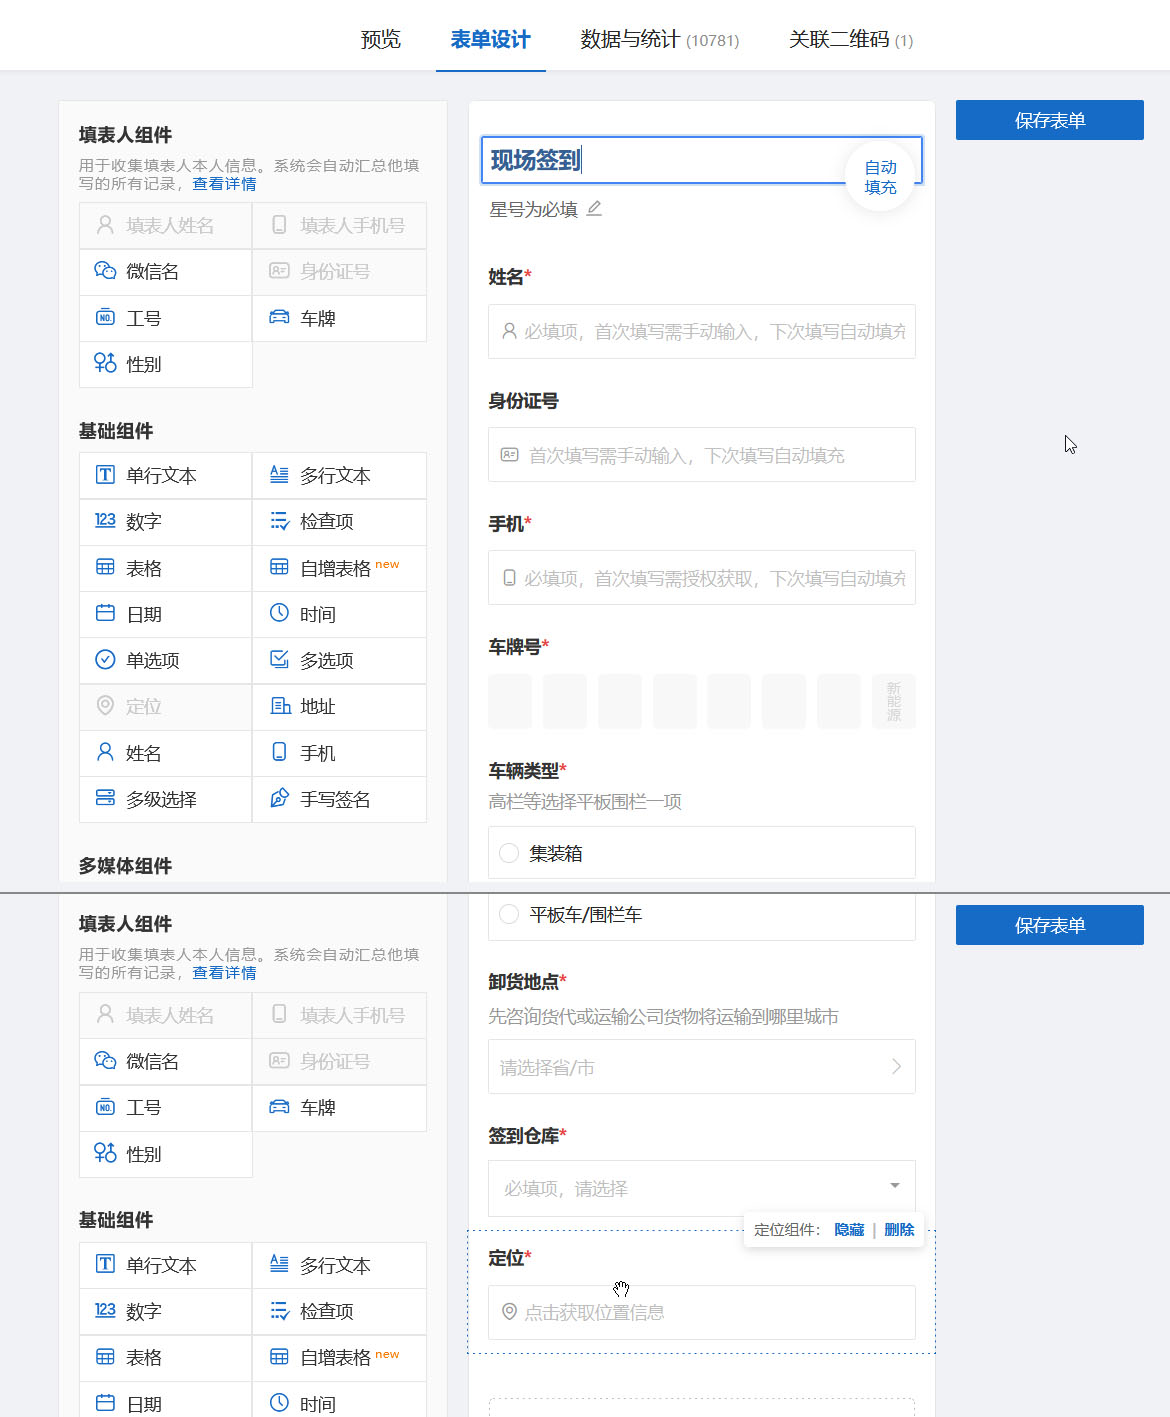 预览
表单设计
数据与统计 (10781)
关联二维码 (1)
填表人组件
用于收集填表人本人信息。系统会自动汇总他填
写的所有记录，查看详情
填表人姓名
填表人手机号
微信名
身份证号
NO.
工号
车牌
性别
基础组件
单行文本
多行文本
123
数字
检查项
表格
自增表格 new
日期
时间
单选项
多选项
定位
地址
姓名
手机
多级选择
手写签名
多媒体组件
现场签到
自动
填充
星号为必填
姓名*
必填项，首次填写需手动输入，下次填写自动填充
身份证号
首次填写需手动输入，下次填写自动填充
手机*
必填项，首次填写需授权获取，下次填写自动填充
车牌号*
新
能
源
车辆类型*
高栏等选择平板围栏一项
集装箱
保存表单
填表人组件
用于收集填表人本人信息。系统会自动汇总他填
写的所有记录，查看详情
填表人姓名
填表人手机号
微信名
身份证号
NO.
工号
车牌
性别
基础组件
单行文本
多行文本
123
数字
检查项
表格
自增表格 new
日期
时间
平板车/围栏车
卸货地点*
先咨询货代或运输公司货物将运输到哪里城市
请选择省/市
签到仓库*
必填项，请选择
定位组件： 隐藏 | 删除
定位*
点击获取位置信息
保存表单